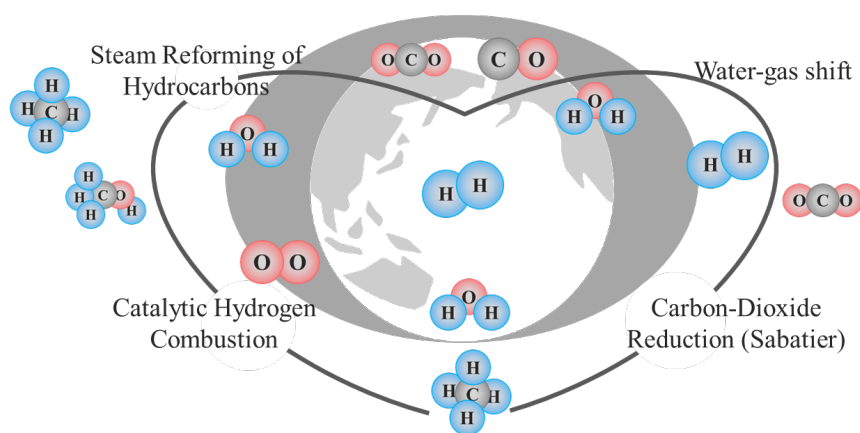 Steam Reforming of
Hydrocarbons
Water-gas shift
O C O
C O
H
H C H
H
O
H H
O
H H
H H
H H
H
H C O
H H
O C O
O O
Catalytic Hydrogen
Combustion
O
H H
Carbon-Dioxide
Reduction (Sabatier)
H
H C H
H